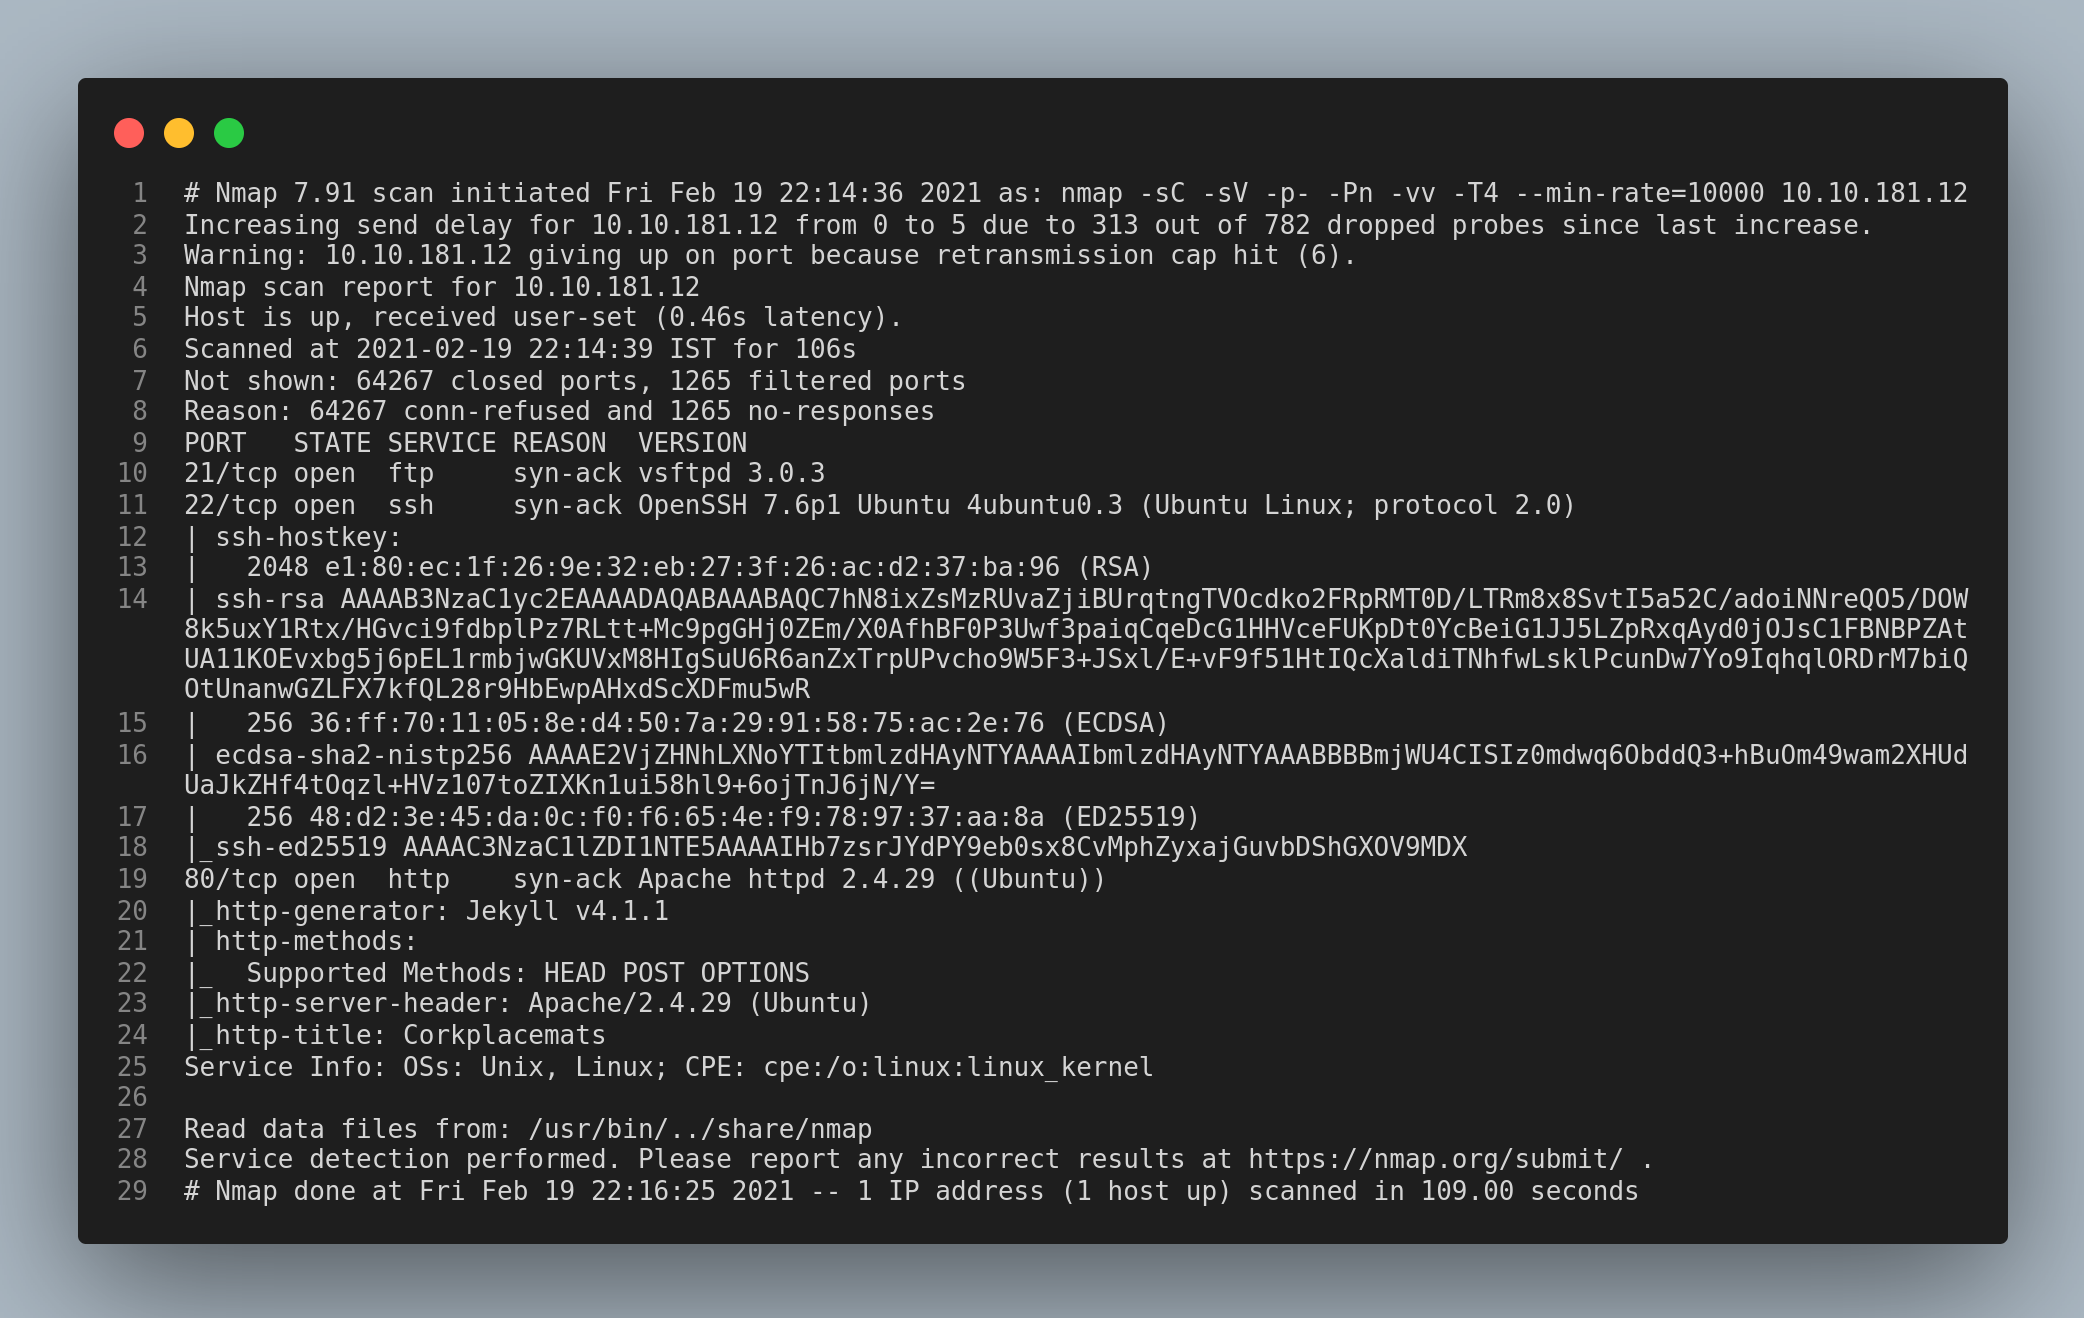 1 # Nmap 7.91 scan initiated Fri Feb 19 22:14:36 2021 as: nmap -sC -sV -p- -Pn -vv -T4 --min-rate=10000 10.10.181.12
2 Increasing send delay for 10.10.181.12 from 0 to 5 due to 313 out of 782 dropped probes since last increase.
3 Warning: 10.10.181.12 giving up on port because retransmission cap hit (6).
4 Nmap scan report for 10.10.181.12
5 Host is up, received user-set (0.46s latency).
6 Scanned at 2021-02-19 22:14:39 IST for 106s
7 Not shown: 64267 closed ports, 1265 filtered ports
8 Reason: 64267 conn-refused and 1265 no-responses
9 PORT   STATE SERVICE REASON  VERSION
10 21/tcp open  ftp     syn-ack vsftpd 3.0.3
11 22/tcp open  ssh     syn-ack OpenSSH 7.6p1 Ubuntu 4ubuntu0.3 (Ubuntu Linux; protocol 2.0)
12 | ssh-hostkey:
13 |   2048 e1:80:ec:1f:26:9e:32:eb:27:3f:26:ac:d2:37:ba:96 (RSA)
14 | ssh-rsa AAAAB3NzaC1yc2EAAAADAQABAAABAQC7hN8ixZsMzRUvaZjiBUrqtngTVOcdko2FRpRMT0D/LTRm8x8SvtI5a52C/adoiNNreQO5/DOW
8k5uxY1Rtx/HGvci9fdbplPz7RLtt+Mc9pgGHj0ZEm/X0AfhBF0P3Uwf3paiqCqeDcG1HHVceFUKpDt0YcBeiG1JJ5LZpRxqAyd0jOJsC1FBNBPZAt
UA11KOEvxbg5j6pEL1rmbjwGKUVxM8HIgSuU6R6anZxTrpUPvcho9W5F3+JSxl/E+vF9f51HtIQcXaldiTNhfwLsklPcunDw7Yo9IqhqlORDrM7biQ
OtUnanwGZLFX7kfQL28r9HbEwpAHxdScXDFmu5wR
15 |   256 36:ff:70:11:05:8e:d4:50:7a:29:91:58:75:ac:2e:76 (ECDSA)
16 | ecdsa-sha2-nistp256 AAAAE2VjZHNhLXNoYTItbmlzdHAyNTYAAAAIbmlzdHAyNTYAAABBBBmjWU4CISIz0mdwq6ObddQ3+hBuOm49wam2XHUd
UaJkZHf4tOqzl+HVz107toZIXKn1ui58hl9+6ojTnJ6jN/Y=
17 |   256 48:d2:3e:45:da:0c:f0:f6:65:4e:f9:78:97:37:aa:8a (ED25519)
18 |_ssh-ed25519 AAAAC3NzaC1lZDI1NTE5AAAAIHb7zsrJYdPY9eb0sx8CvMphZyxajGuvbDShGXOV9MDX
19 80/tcp open  http    syn-ack Apache httpd 2.4.29 ((Ubuntu))
20 |_http-generator: Jekyll v4.1.1
21 | http-methods:
22 |_  Supported Methods: HEAD POST OPTIONS
23 |_http-server-header: Apache/2.4.29 (Ubuntu)
24 |_http-title: Corkplacemats
25 Service Info: OSs: Unix, Linux; CPE: cpe:/o:linux:linux_kernel
26
27 Read data files from: /usr/bin/../share/nmap
28 Service detection performed. Please report any incorrect results at https://nmap.org/submit/ .
29 # Nmap done at Fri Feb 19 22:16:25 2021 -- 1 IP address (1 host up) scanned in 109.00 seconds